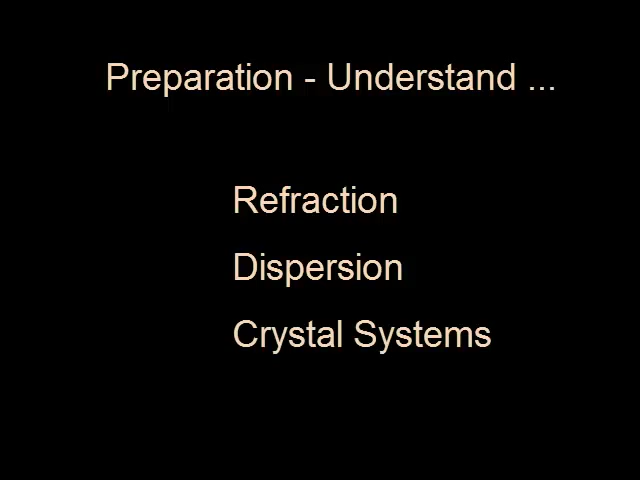 Preparation - Understand ...
Refraction
Dispersion
Crystal Systems